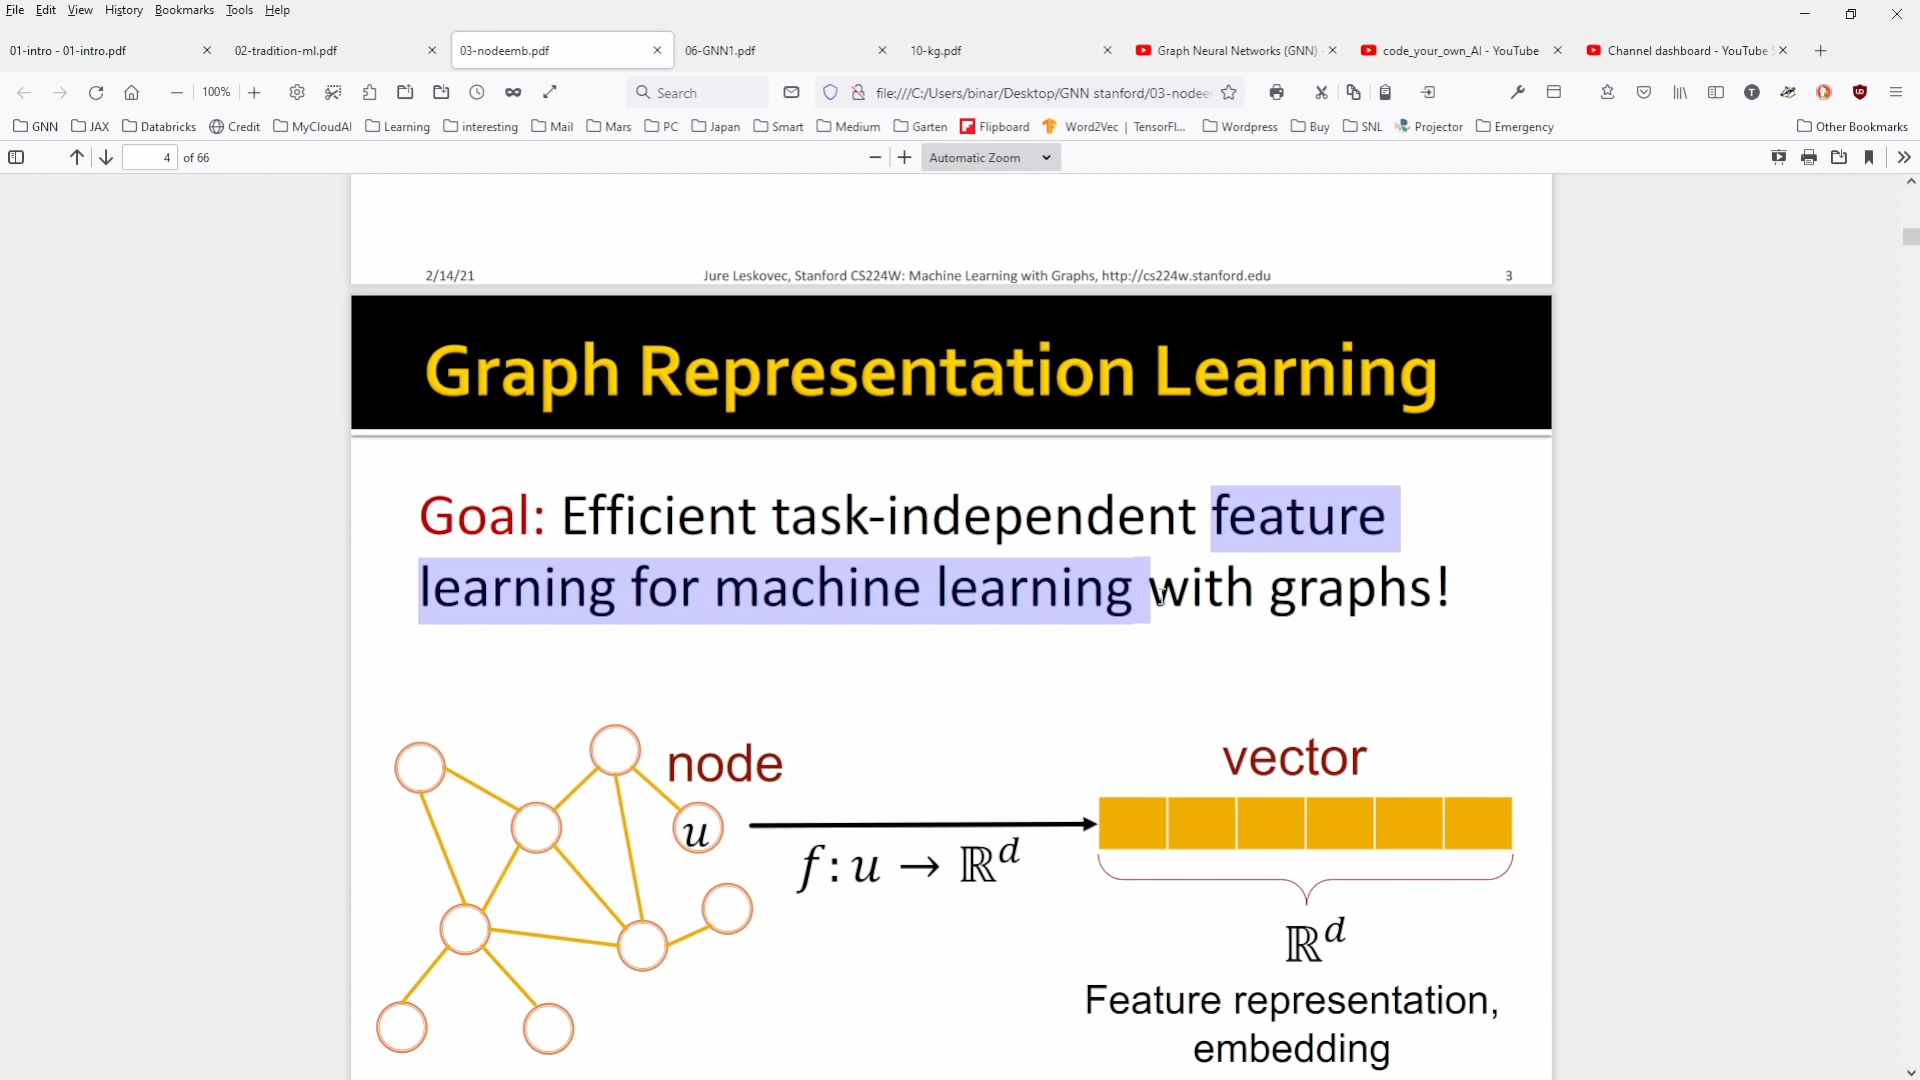 File Edit View History Bookmarks Tools Help
01-intro - 01-intro.pdf 02-tradition-ml.pdf 03-nodeemb.pdf 06-GNN1.pdf 10-kg.pdf Graph Neural Networks (GNN) - code_your_own_AI - YouTube Channel dashboard - YouTube S
100% Search file:///C:/Users/binar/Desktop/GNN stanford/03-nodee
GNN JAX Databricks Credit MyCloudAI Learning interesting Mail Mars PC Japan Smart Medium Garten Flipboard Word2Vec | TensorFl... Wordpress Buy SNL Projector Emergency Other Bookmarks
4 of 66 Automatic Zoom
2/14/21 Jure Leskovec, Stanford CS224W: Machine Learning with Graphs, http://cs224w.stanford.edu 3
Graph Representation Learning
Goal: Efficient task-independent feature
learning for machine learning with graphs!
node vector
u
f: u → ℝᵈ
ℝᵈ
Feature representation,
embedding